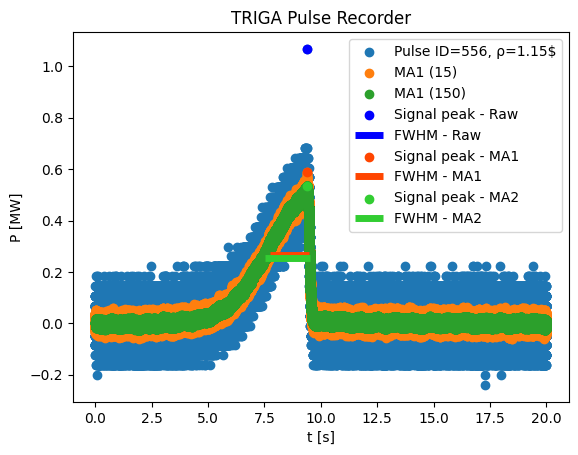 TRIGA Pulse Recorder
P [MW]
1.0
0.8
0.6
0.4
0.2
0.0
−0.2
Pulse ID=556, ρ=1.15$
MA1 (15)
MA1 (150)
Signal peak - Raw
FWHM - Raw
Signal peak - MA1
FWHM - MA1
Signal peak - MA2
FWHM - MA2
0.0 2.5 5.0 7.5 10.0 12.5 15.0 17.5 20.0
t [s]